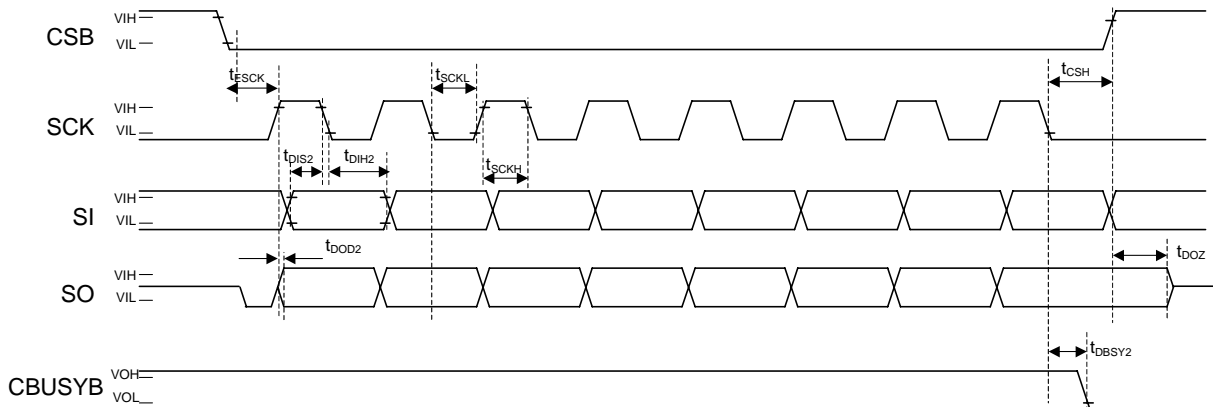 VIH
CSB
VIL
tESCK
tSCKL
tCSH
VIH
SCK
VIL
tDIS2
tDIH2
tSCKH
VIH
SI
VIL
tDOD2
tDOZ
VIH
SO
VIL
tDBSY2
VOH
CBUSYB
VOL